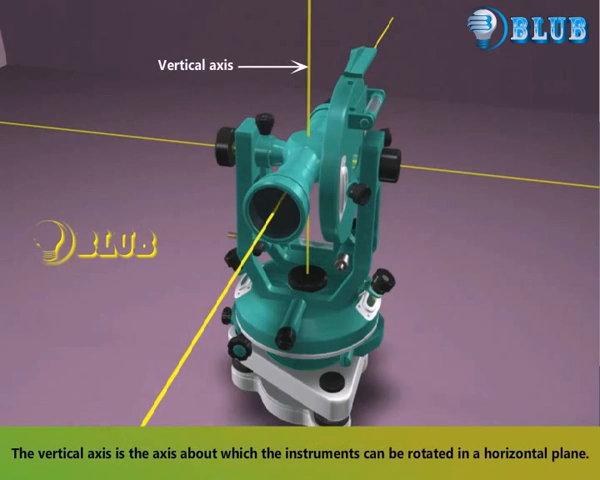 BLUB
Vertical axis
BLUB
The vertical axis is the axis about which the instruments can be rotated in a horizontal plane.